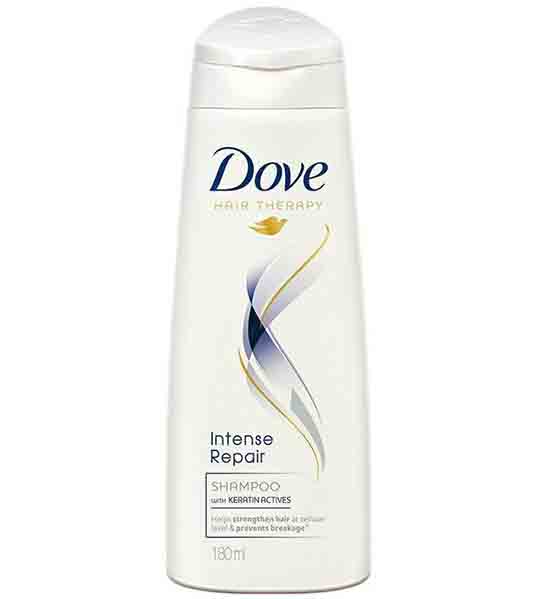 Dove
HAIR THERAPY
Intense
Repair
SHAMPOO
with KERATIN ACTIVES
Helps strengthen hair at cellular
level & prevents breakage*
180ml